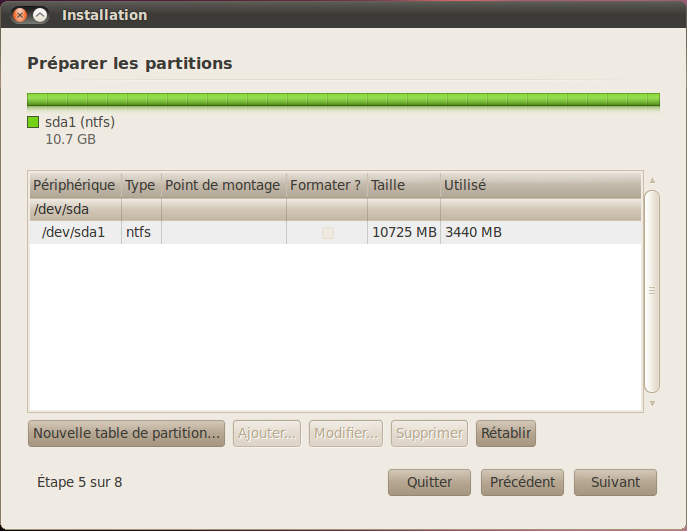 Installation
Préparer les partitions
sda1 (ntfs)
10.7 GB
Périphérique Type Point de montage Formater ? Taille Utilisé
/dev/sda
/dev/sda1 ntfs 10725 MB 3440 MB
Nouvelle table de partition... Ajouter... Modifier... Supprimer Rétablir
Étape 5 sur 8 Quitter Précédent Suivant